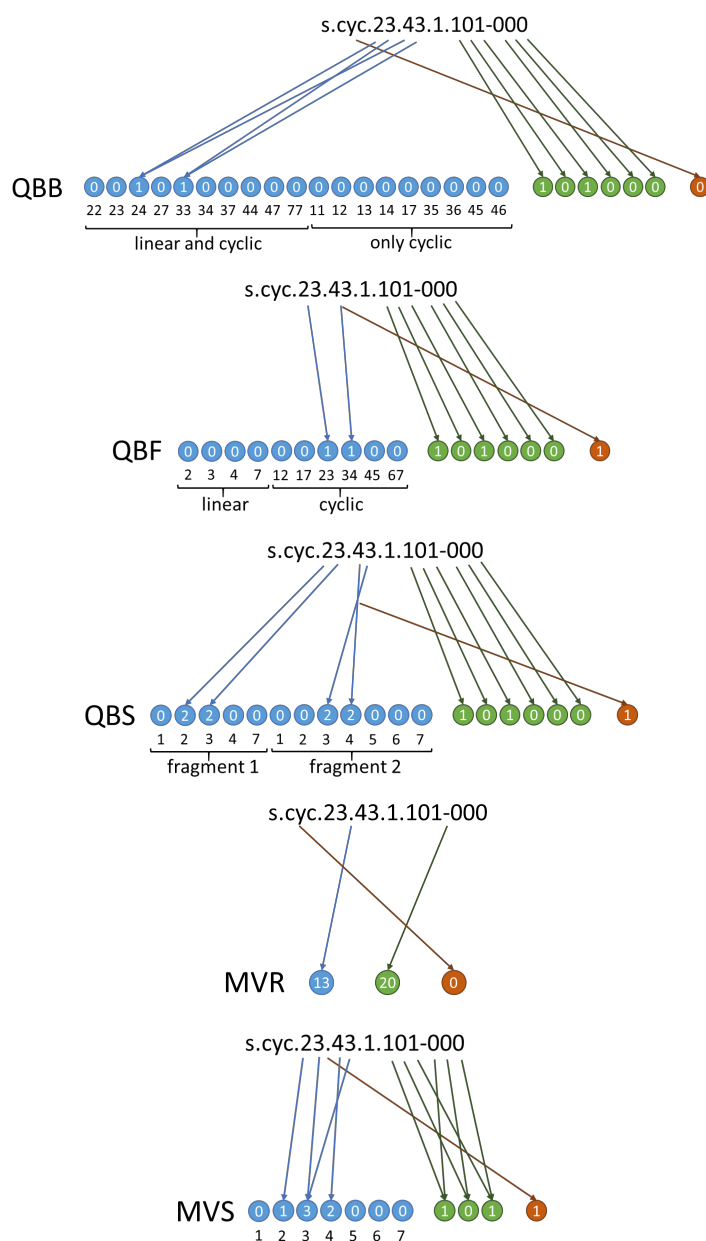 s.cyc.23.43.1.101-000
QBB 0 0 1 0 1 0 0 0 0 0 0 0 0 0 0 0 0 0 0 1 0 1 0 0 0 0
22 23 24 27 33 34 37 44 47 77 11 12 13 14 17 35 36 45 46
linear and cyclic only cyclic
s.cyc.23.43.1.101-000
QBF 0 0 0 0 0 0 1 1 0 0 1 0 1 0 0 0 1
2 3 4 7 12 17 23 34 45 67
linear cyclic
s.cyc.23.43.1.101-000
QBS 0 2 2 0 0 0 0 2 2 0 0 0 1 0 1 0 0 0 1
1 2 3 4 7 1 2 3 4 5 6 7
fragment 1 fragment 2
s.cyc.23.43.1.101-000
MVR 13 20 0
s.cyc.23.43.1.101-000
MVS 0 1 3 2 0 0 0 1 0 1 1
1 2 3 4 5 6 7